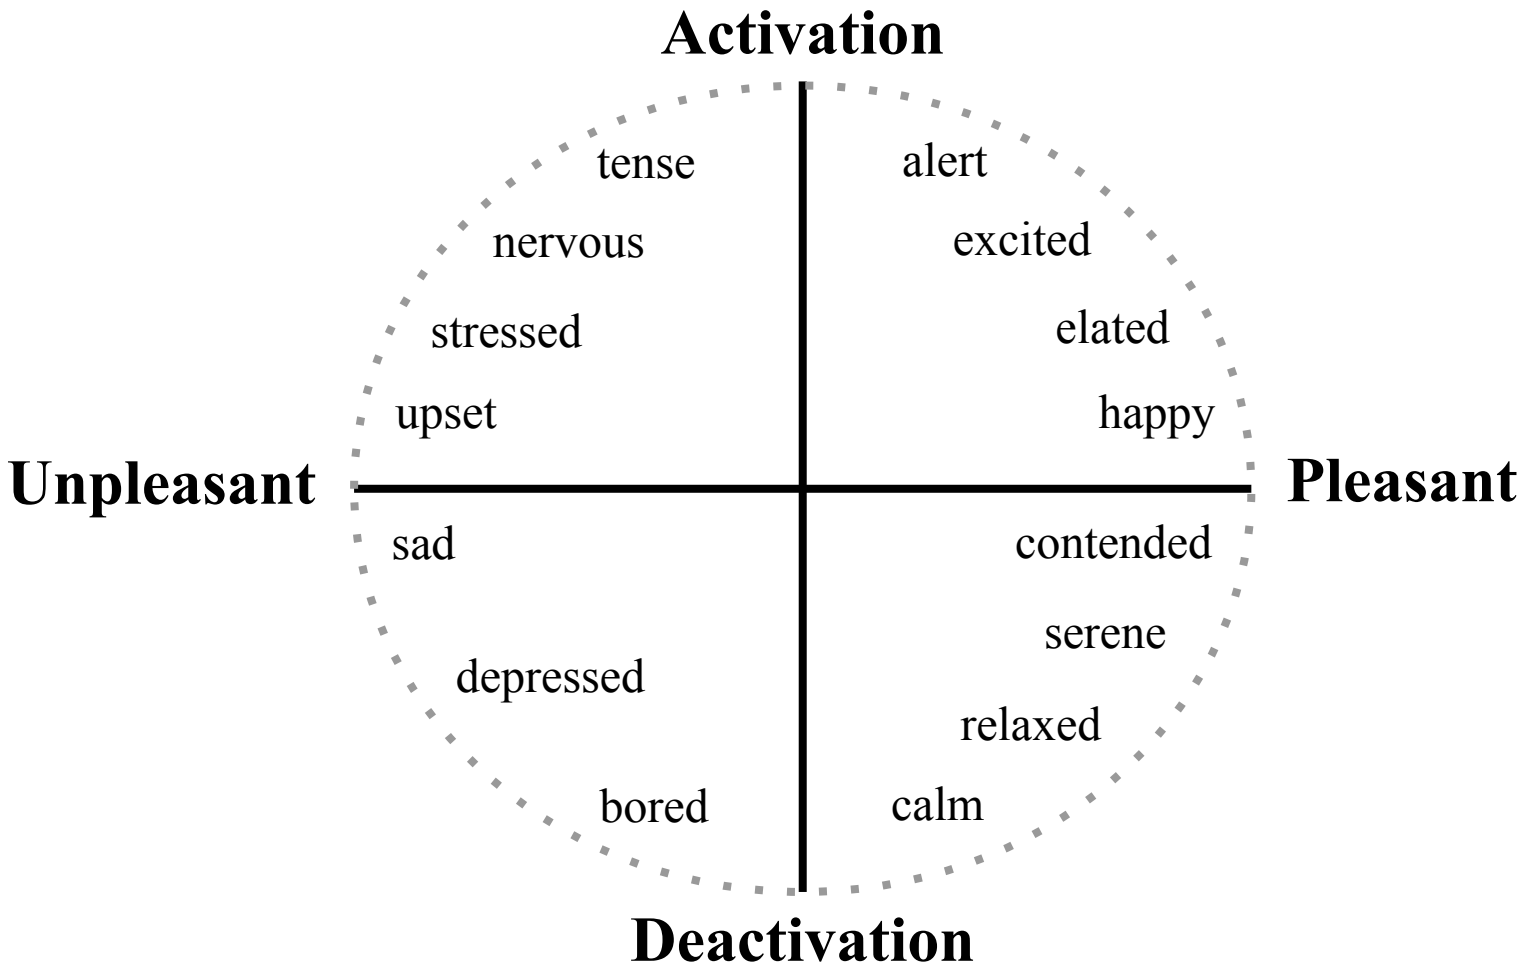 Activation
tense
alert
nervous
excited
stressed
elated
upset
happy
Unpleasant
Pleasant
sad
contended
serene
depressed
relaxed
bored
calm
Deactivation